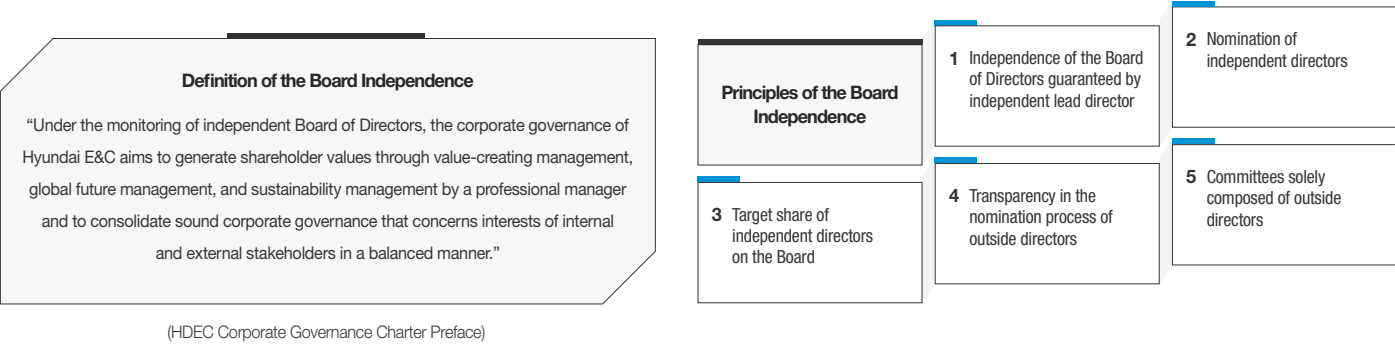 Definition of the Board Independence
“Under the monitoring of independent Board of Directors, the corporate governance of
Hyundai E&C aims to generate shareholder values through value-creating management,
global future management, and sustainability management by a professional manager
and to consolidate sound corporate governance that concerns interests of internal
and external stakeholders in a balanced manner.”
(HDEC Corporate Governance Charter Preface)
Principles of the Board
Independence
1 Independence of the Board
of Directors guaranteed by
independent lead director
2 Nomination of
independent directors
3 Target share of
independent directors
on the Board
4 Transparency in the
nomination process of
outside directors
5 Committees solely
composed of outside
directors